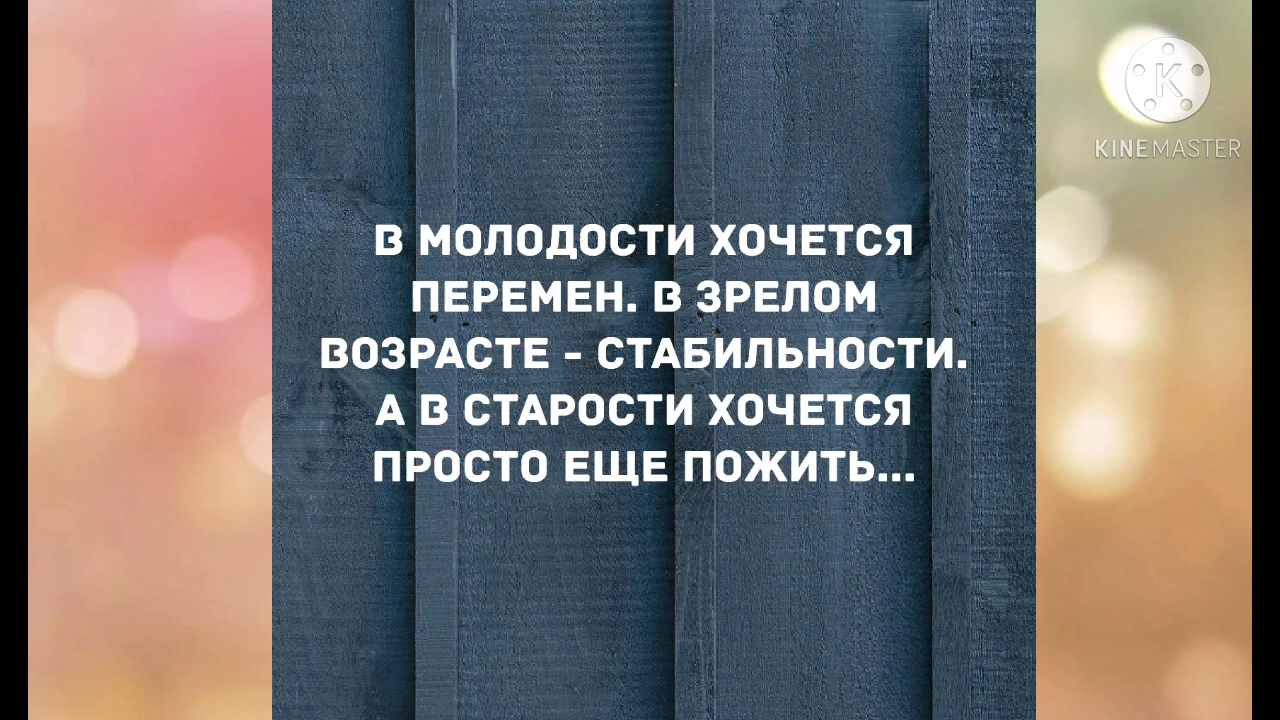 В МОЛОДОСТИ ХОЧЕТСЯ
ПЕРЕМЕН. В ЗРЕЛОМ
ВОЗРАСТЕ - СТАБИЛЬНОСТИ.
А В СТАРОСТИ ХОЧЕТСЯ
ПРОСТО ЕЩЕ ПОЖИТЬ...
K
KINEMASTER